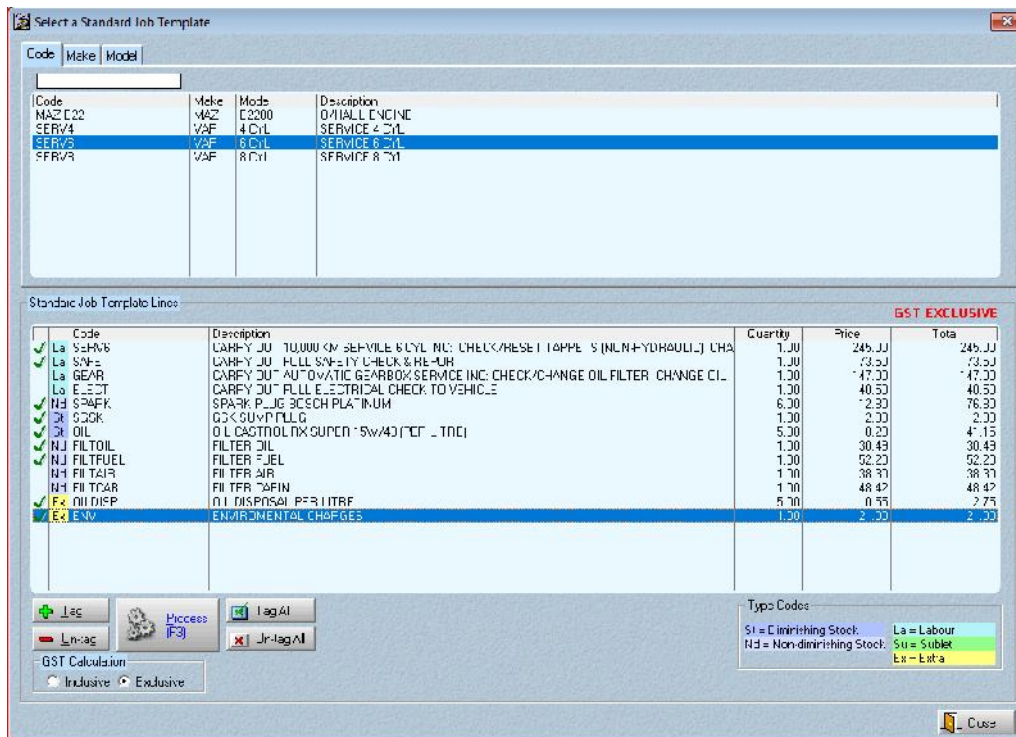 Select a Standard Job Template
Code Make Model
Code Make Model Description
MAZ E22 MAZ E2200 O/HALL ENGINE
SERV4 VAR 4 CYL SERVICE 4 CYL
SERV6 VAR 6 CYL SERVICE 6 CYL
SERV8 VAR 8 CYL SERVICE 8 CYL
Standard Job Template Lines
GST EXCLUSIVE
Code Description Quantity Price Total
La SERV6 CARRY OUT 10,000 KM SERVICE 6 CYL INC: CHECK/RESET TAPPETS (NON-HYDRAULIC) CHA 1.00 245.00 245.00
La SAFE CARRY OUT FULL SAFETY CHECK & REPORT 1.00 73.50 73.50
La GEAR CARRY OUT AUTOMATIC GEARBOX SERVICE INC: CHECK/CHANGE OIL FILTER CHANGE OIL 1.00 147.00 147.00
La ELECT CARRY OUT FULL ELECTRICAL CHECK TO VEHICLE 1.00 40.50 40.50
Nd SPARK SPARK PLUG BOSCH PLATINUM 6.00 12.80 76.80
St SGSK GSK SUMP PLUG 1.00 2.00 2.00
St OIL OIL CASTROL RX SUPER 15W/40 (PER LITRE) 5.00 41.15
Nd FILTOIL FILTER OIL 1.00 30.48 30.48
Nd FILTFUEL FILTER FUEL 1.00 52.20 52.20
Nd FILTAIR FILTER AIR 1.00 38.30 38.30
Nd FILTCAB FILTER CABIN 1.00 48.42 48.42
Ex OILDISP OIL DISPOSAL PER LITRE 5.00 0.55 2.75
Ex ENV ENVIROMENTAL CHARGES 1.00
Tag
Process (F3)
Tag All
Un-tag
Un-tag All
GST Calculation
Inclusive Exclusive
Type Codes
St = Diminishing Stock La = Labour
Nd = Non-diminishing Stock Su = Sublet
Ex = Extra
Close